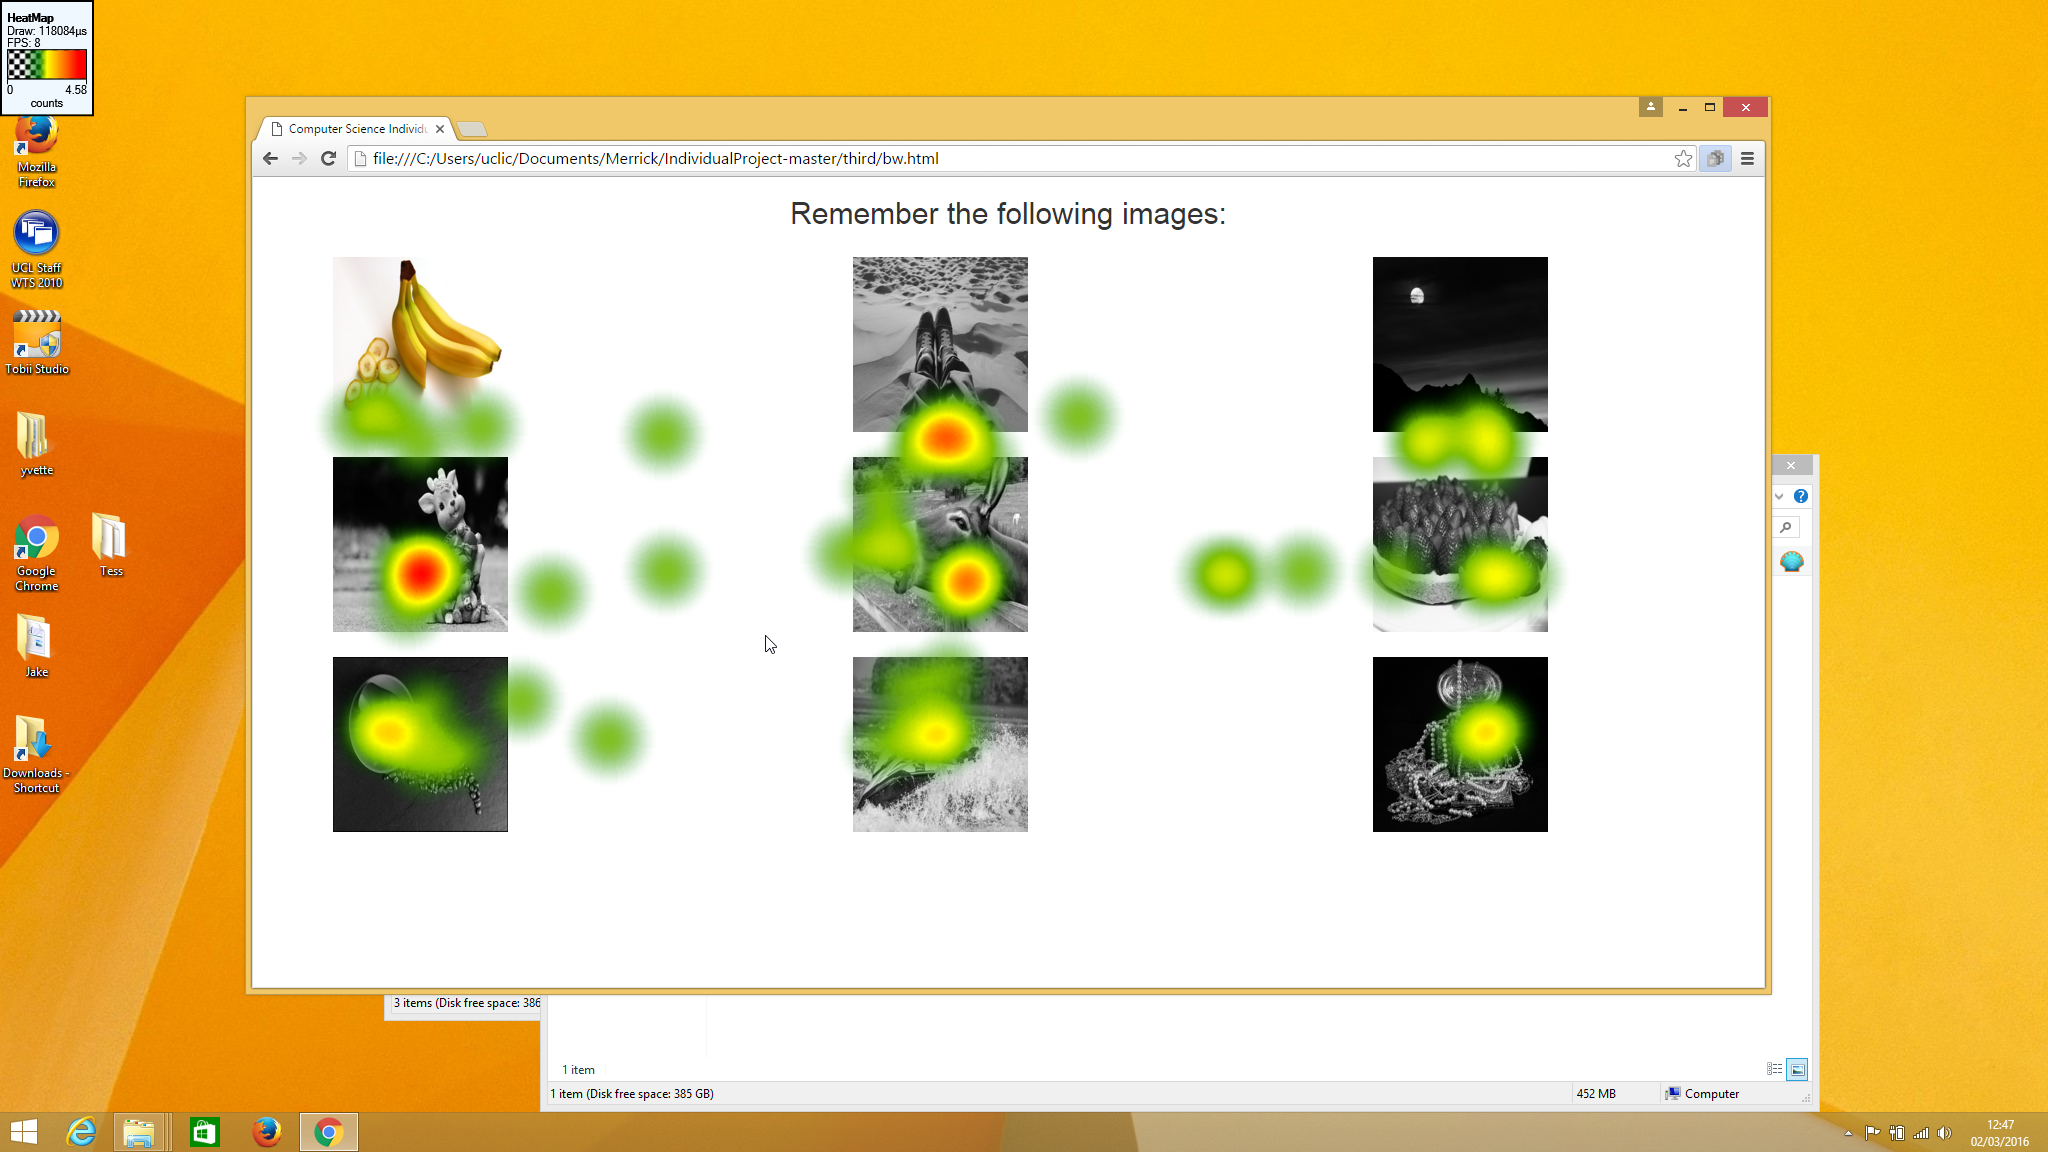 HeatMap
Draw: 118084µs
FPS: 8
0 4.58
counts
Mozilla
Firefox
UCL Staff
WTS 2010
Tobii Studio
yvette
Google
Chrome
Tess
Jake
Downloads -
Shortcut
Computer Science Individu
file:///C:/Users/uclic/Documents/Merrick/IndividualProject-master/third/bw.html
Remember the following images:
3 items (Disk free space: 386
1 item
1 item (Disk free space: 385 GB)
452 MB
Computer
12:47
02/03/2016